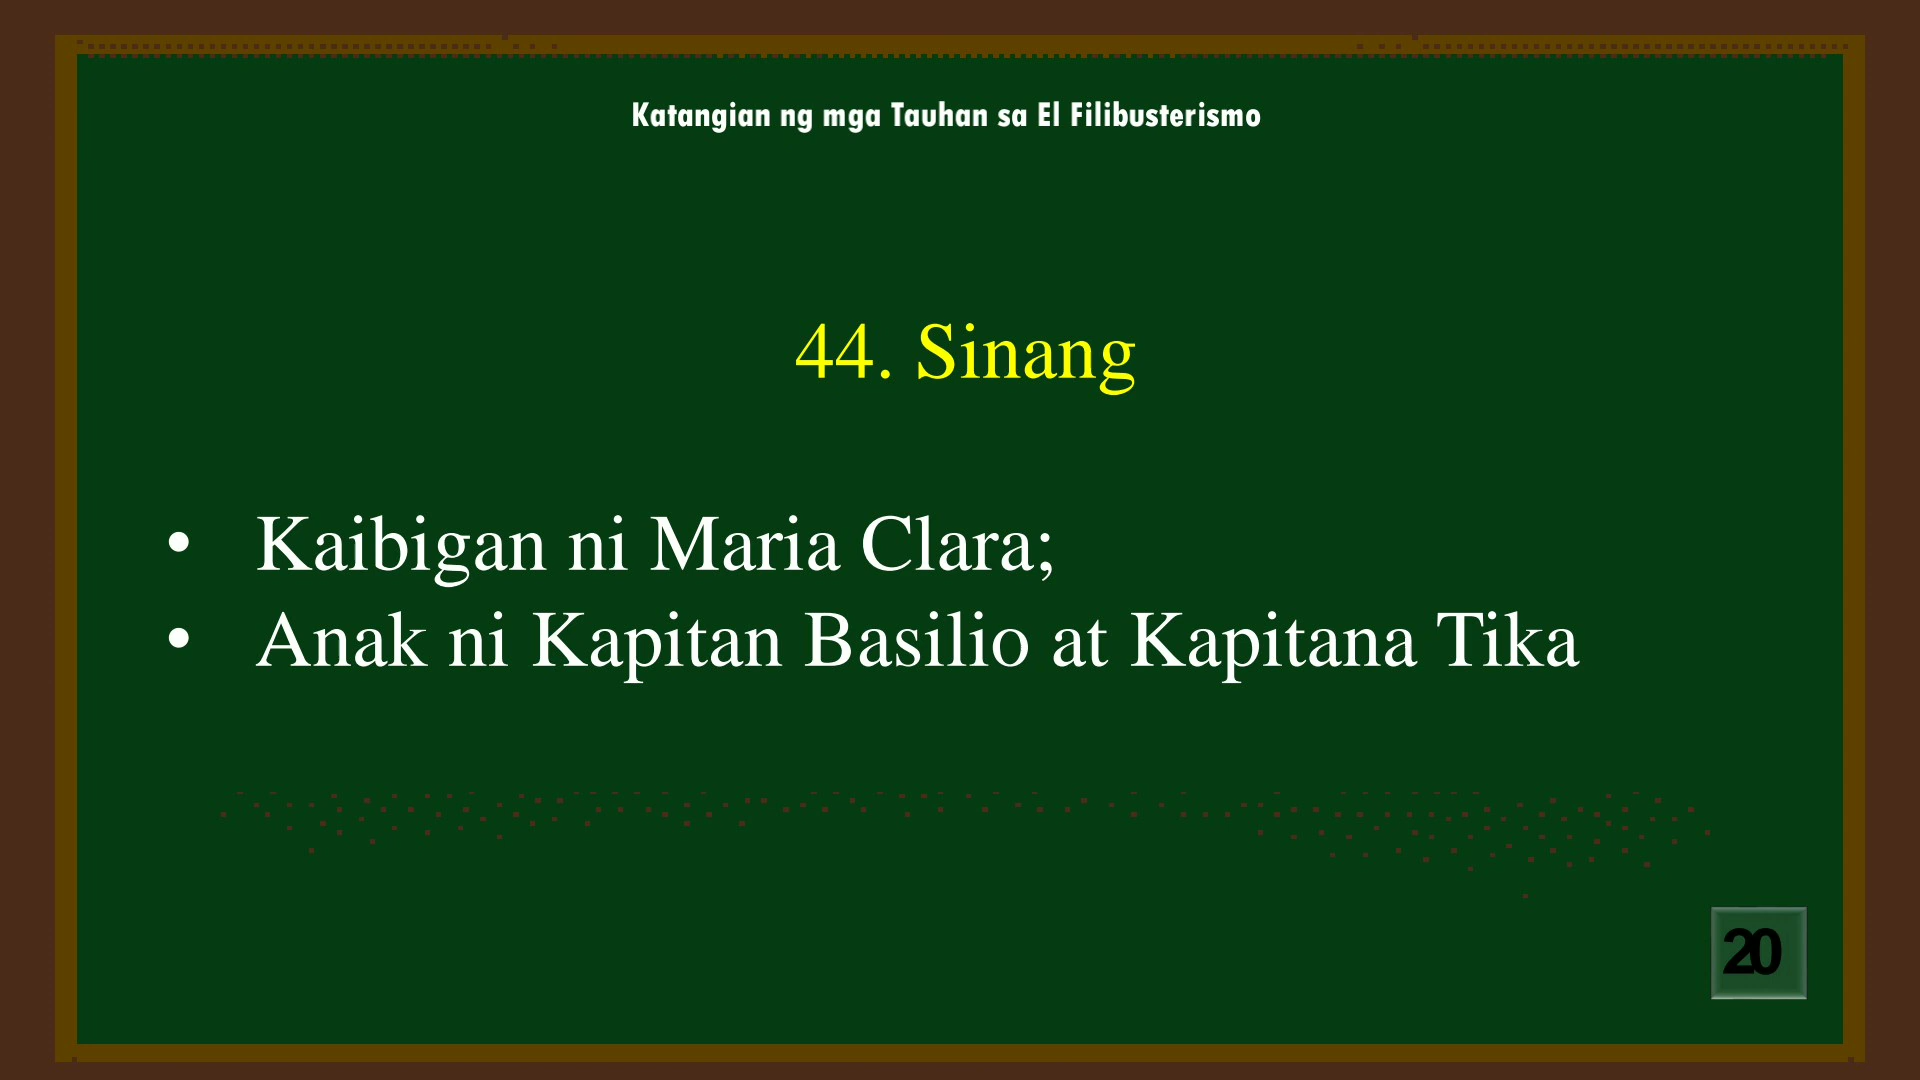 Katangian ng mga Tauhan sa El Filibusterismo
44. Sinang
• Kaibigan ni Maria Clara;
• Anak ni Kapitan Basilio at Kapitana Tika
20